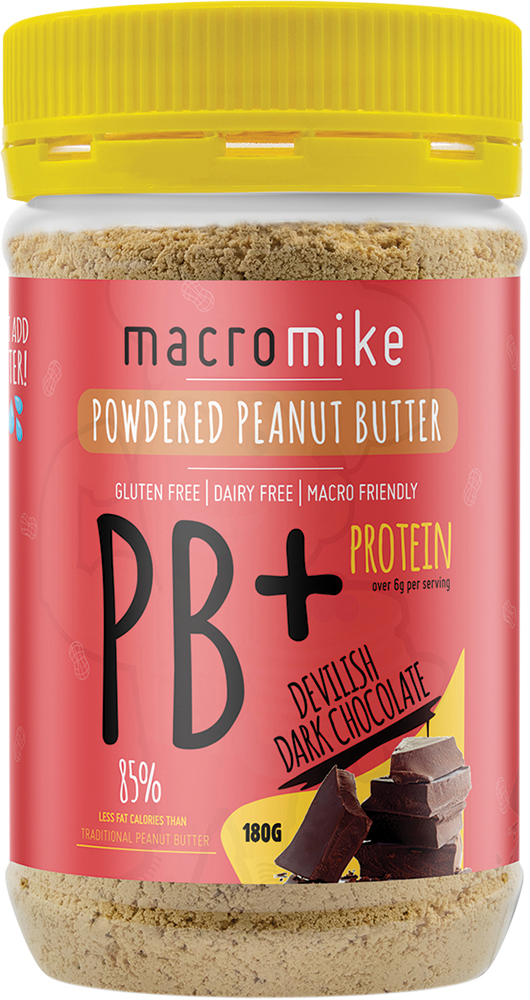 ADD
macromike
POWDERED PEANUT BUTTER
GLUTEN FREE | DAIRY FREE | MACRO FRIENDLY
PB+
PROTEIN
over 6g per serving
DEVILISH
DARK CHOCOLATE
85%
LESS FAT CALORIES THAN
TRADITIONAL PEANUT BUTTER
180G